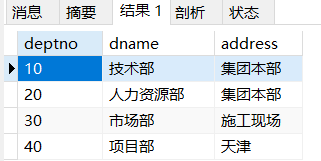 消息 摘要 结果 1 剖析 状态
deptno dname address
10 技术部 集团本部
20 人力资源部 集团本部
30 市场部 施工现场
40 项目部 天津